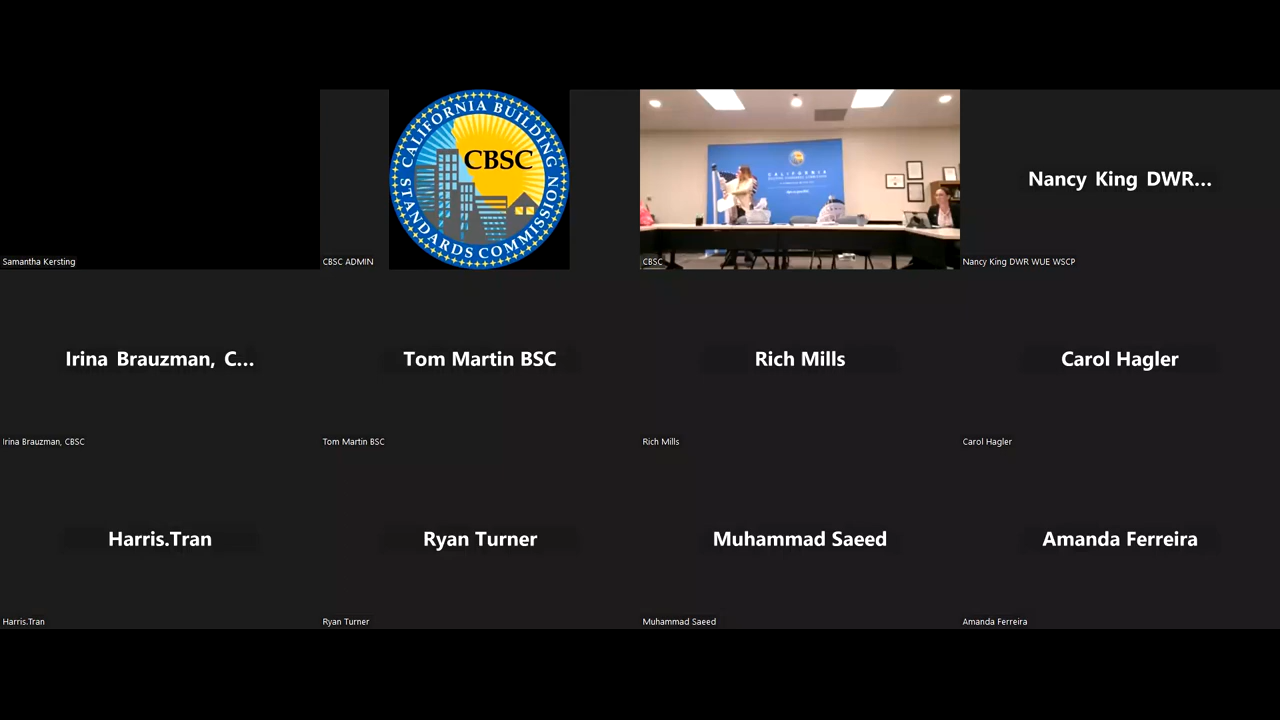 CALIFORNIA BUILDING STANDARDS COMMISSION
CBSC
CALIFORNIA
Nancy King DWR...
Samantha Kersting
CBSC ADMIN
CBSC
Nancy King DWR WUE WSCP
Irina Brauzman, C...
Tom Martin BSC
Rich Mills
Carol Hagler
Irina Brauzman, CBSC
Tom Martin BSC
Rich Mills
Carol Hagler
Harris.Tran
Ryan Turner
Muhammad Saeed
Amanda Ferreira
Harris.Tran
Ryan Turner
Muhammad Saeed
Amanda Ferreira